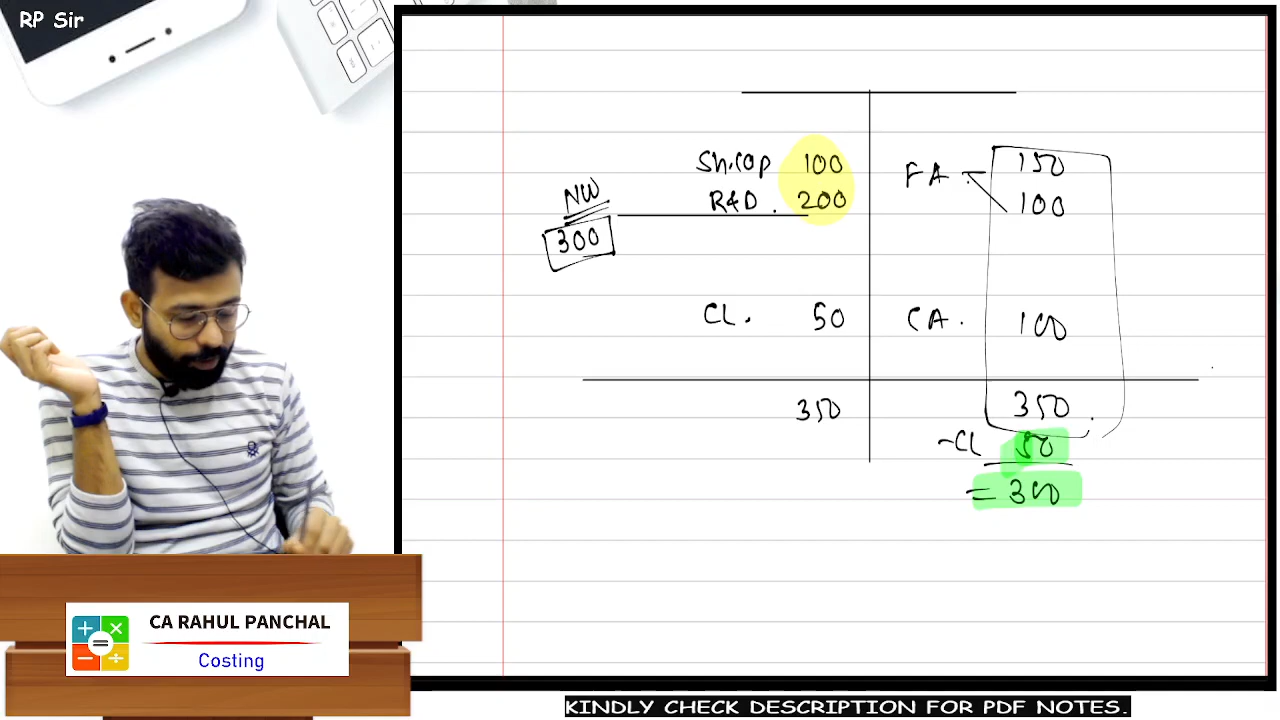 RP Sir
Sh.cap 100
R&D. 200
NW
300
CL. 50
350
FA 150
100
CA. 100
350.
-CL 50
= 300
CA RAHUL PANCHAL
Costing
KINDLY CHECK DESCRIPTION FOR PDF NOTES.